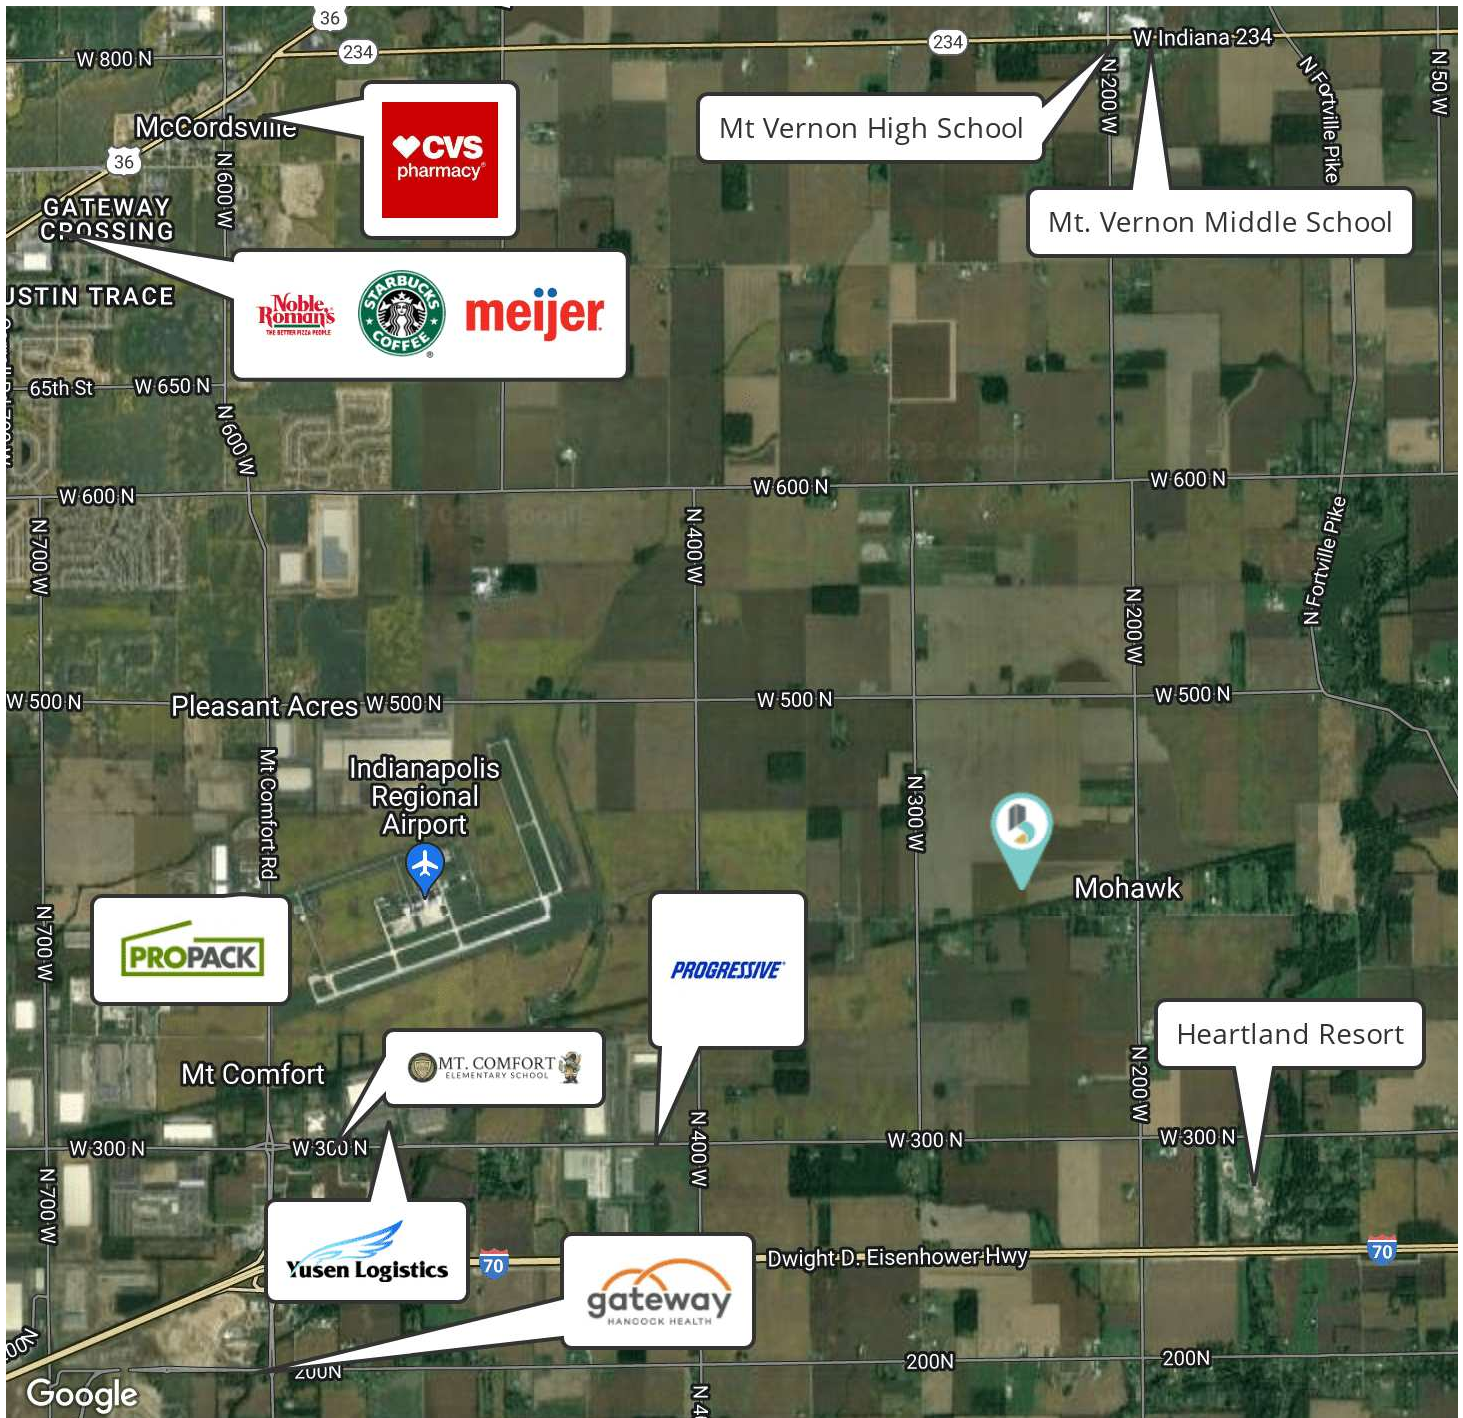 36
234
234
W Indiana 234
W 800 N
N 200 W
N Fortville Pike
N 50 W
McCordsville
CVS
pharmacy
Mt Vernon High School
36
N 600 W
GATEWAY
CROSSING
Mt. Vernon Middle School
USTIN TRACE
Noble
Roman's
THE BETTER PIZZA PEOPLE
STARBUCKS
COFFEE
meijer
65th St
W 650 N
N 600 W
W 600 N
W 600 N
W 600 N
N 700 W
N 400 W
N Fortville Pike
N 200 W
W 500 N
Pleasant Acres
W 500 N
W 500 N
W 500 N
Mt Comfort Rd
Indianapolis
Regional
Airport
N 300 W
Mohawk
N 700 W
PROPACK
PROGRESSIVE
Heartland Resort
Mt Comfort
MT. COMFORT
ELEMENTARY SCHOOL
N 200 W
W 300 N
W 300 N
N 400 W
W 300 N
W 300 N
N 700 W
Yusen Logistics
70
Dwight D. Eisenhower Hwy
70
gateway
HANCOCK HEALTH
200N
200N
200N
Google